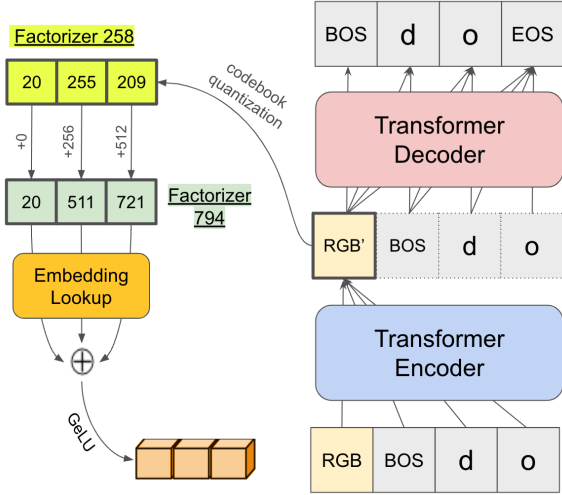 Factorizer 258
20 255 209
codebook
quantization
+0 +256 +512
20 511 721
Factorizer
794
Embedding
Lookup
GeLU
BOS d o EOS
Transformer
Decoder
RGB’ BOS d o
Transformer
Encoder
RGB BOS d o